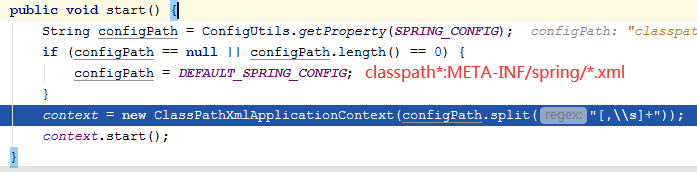 public void start() {
String configPath = ConfigUtils.getProperty(SPRING_CONFIG); configPath: "classpat
if (configPath == null || configPath.length() == 0) {
configPath = DEFAULT_SPRING_CONFIG; classpath*:META-INF/spring/*.xml
}
context = new ClassPathXmlApplicationContext(configPath.split( regex: "[,\\s]+"));
context.start();
}